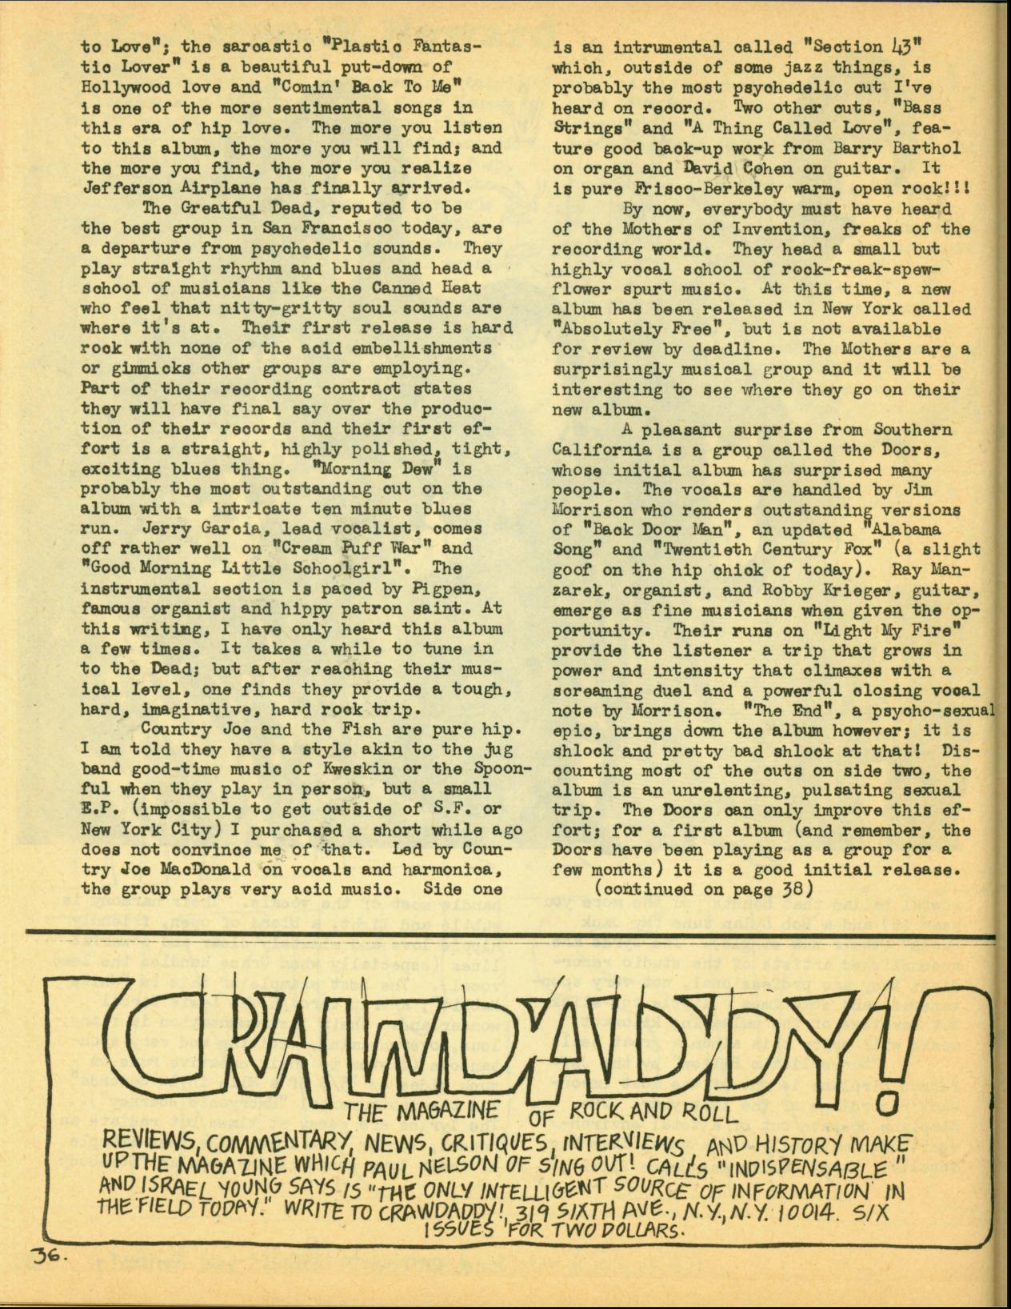 to Love"; the sarcastic "Plastic Fantas-
tic Lover" is a beautiful put-down of
Hollywood love and "Comin' Back To Me"
is one of the more sentimental songs in
this era of hip love. The more you listen
to this album, the more you will find; and
the more you find, the more you realize
Jefferson Airplane has finally arrived.
The Greatful Dead, reputed to be
the best group in San Francisco today, are
a departure from psychedelic sounds. They
play straight rhythm and blues and head a
school of musicians like the Canned Heat
who feel that nitty-gritty soul sounds are
where it's at. Their first release is hard
rock with none of the acid embellishments
or gimmicks other groups are employing.
Part of their recording contract states
they will have final say over the produc-
tion of their records and their first ef-
fort is a straight, highly polished, tight,
exciting blues thing. "Morning Dew" is
probably the most outstanding cut on the
album with a intricate ten minute blues
run. Jerry Garcia, lead vocalist, comes
off rather well on "Cream Puff War" and
"Good Morning Little Schoolgirl". The
instrumental section is paced by Pigpen,
famous organist and hippy patron saint. At
this writing, I have only heard this album
a few times. It takes a while to tune in
to the Dead; but after reaching their mus-
ical level, one finds they provide a tough,
hard, imaginative, hard rock trip.
Country Joe and the Fish are pure hip.
I am told they have a style akin to the jug
band good-time music of Kweskin or the Spoon-
ful when they play in person, but a small
E.P. (impossible to get outside of S.F. or
New York City) I purchased a short while ago
does not convince me of that. Led by Coun-
try Joe MacDonald on vocals and harmonica,
the group plays very acid music. Side one
is an intrumental called "Section 43"
which, outside of some jazz things, is
probably the most psychedelic cut I've
heard on record. Two other cuts, "Bass
Strings" and "A Thing Called Love", fea-
ture good back-up work from Barry Barthol
on organ and David Cohen on guitar. It
is pure Frisco-Berkeley warm, open rock!!!
By now, everybody must have heard
of the Mothers of Invention, freaks of the
recording world. They head a small but
highly vocal school of rock-freak-spew-
flower spurt music. At this time, a new
album has been released in New York called
"Absolutely Free", but is not available
for review by deadline. The Mothers are a
surprisingly musical group and it will be
interesting to see where they go on their
new album.
A pleasant surprise from Southern
California is a group called the Doors,
whose initial album has surprised many
people. The vocals are handled by Jim
Morrison who renders outstanding versions
of "Back Door Man", an updated "Alabama
Song" and "Twentieth Century Fox" (a slight
goof on the hip chick of today). Ray Man-
zarek, organist, and Robby Krieger, guitar,
emerge as fine musicians when given the op-
portunity. Their runs on "Light My Fire"
provide the listener a trip that grows in
power and intensity that climaxes with a
screaming duel and a powerful closing vocal
note by Morrison. "The End", a psycho-sexual
epic, brings down the album however; it is
shlock and pretty bad shlock at that! Dis-
counting most of the cuts on side two, the
album is an unrelenting, pulsating sexual
trip. The Doors can only improve this ef-
fort; for a first album (and remember, the
Doors have been playing as a group for a
few months) it is a good initial release.
(continued on page 38)
CRAWDADDY!
THE MAGAZINE OF ROCK AND ROLL
REVIEWS, COMMENTARY, NEWS, CRITIQUES, INTERVIEWS, AND HISTORY MAKE
UP THE MAGAZINE WHICH PAUL NELSON OF SING OUT! CALLS "INDISPENSABLE"
AND ISRAEL YOUNG SAYS IS "THE ONLY INTELLIGENT SOURCE OF INFORMATION IN
THE FIELD TODAY." WRITE TO CRAWDADDY!, 319 SIXTH AVE., N.Y., N.Y. 10014. SIX
ISSUES FOR TWO DOLLARS.
36.